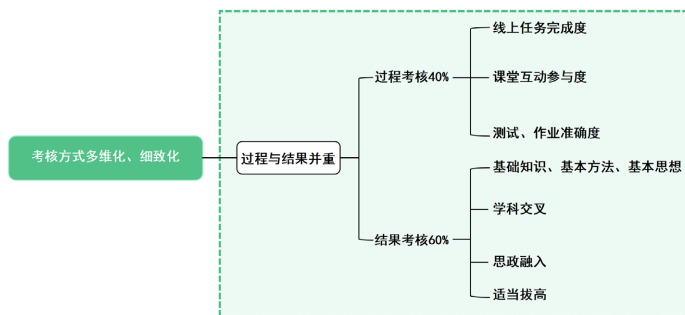 考核方式多维化、细致化
过程与结果并重
过程考核40%
线上任务完成度
课堂互动参与度
测试、作业准确度
结果考核60%
基础知识、基本方法、基本思想
学科交叉
思政融入
适当拔高